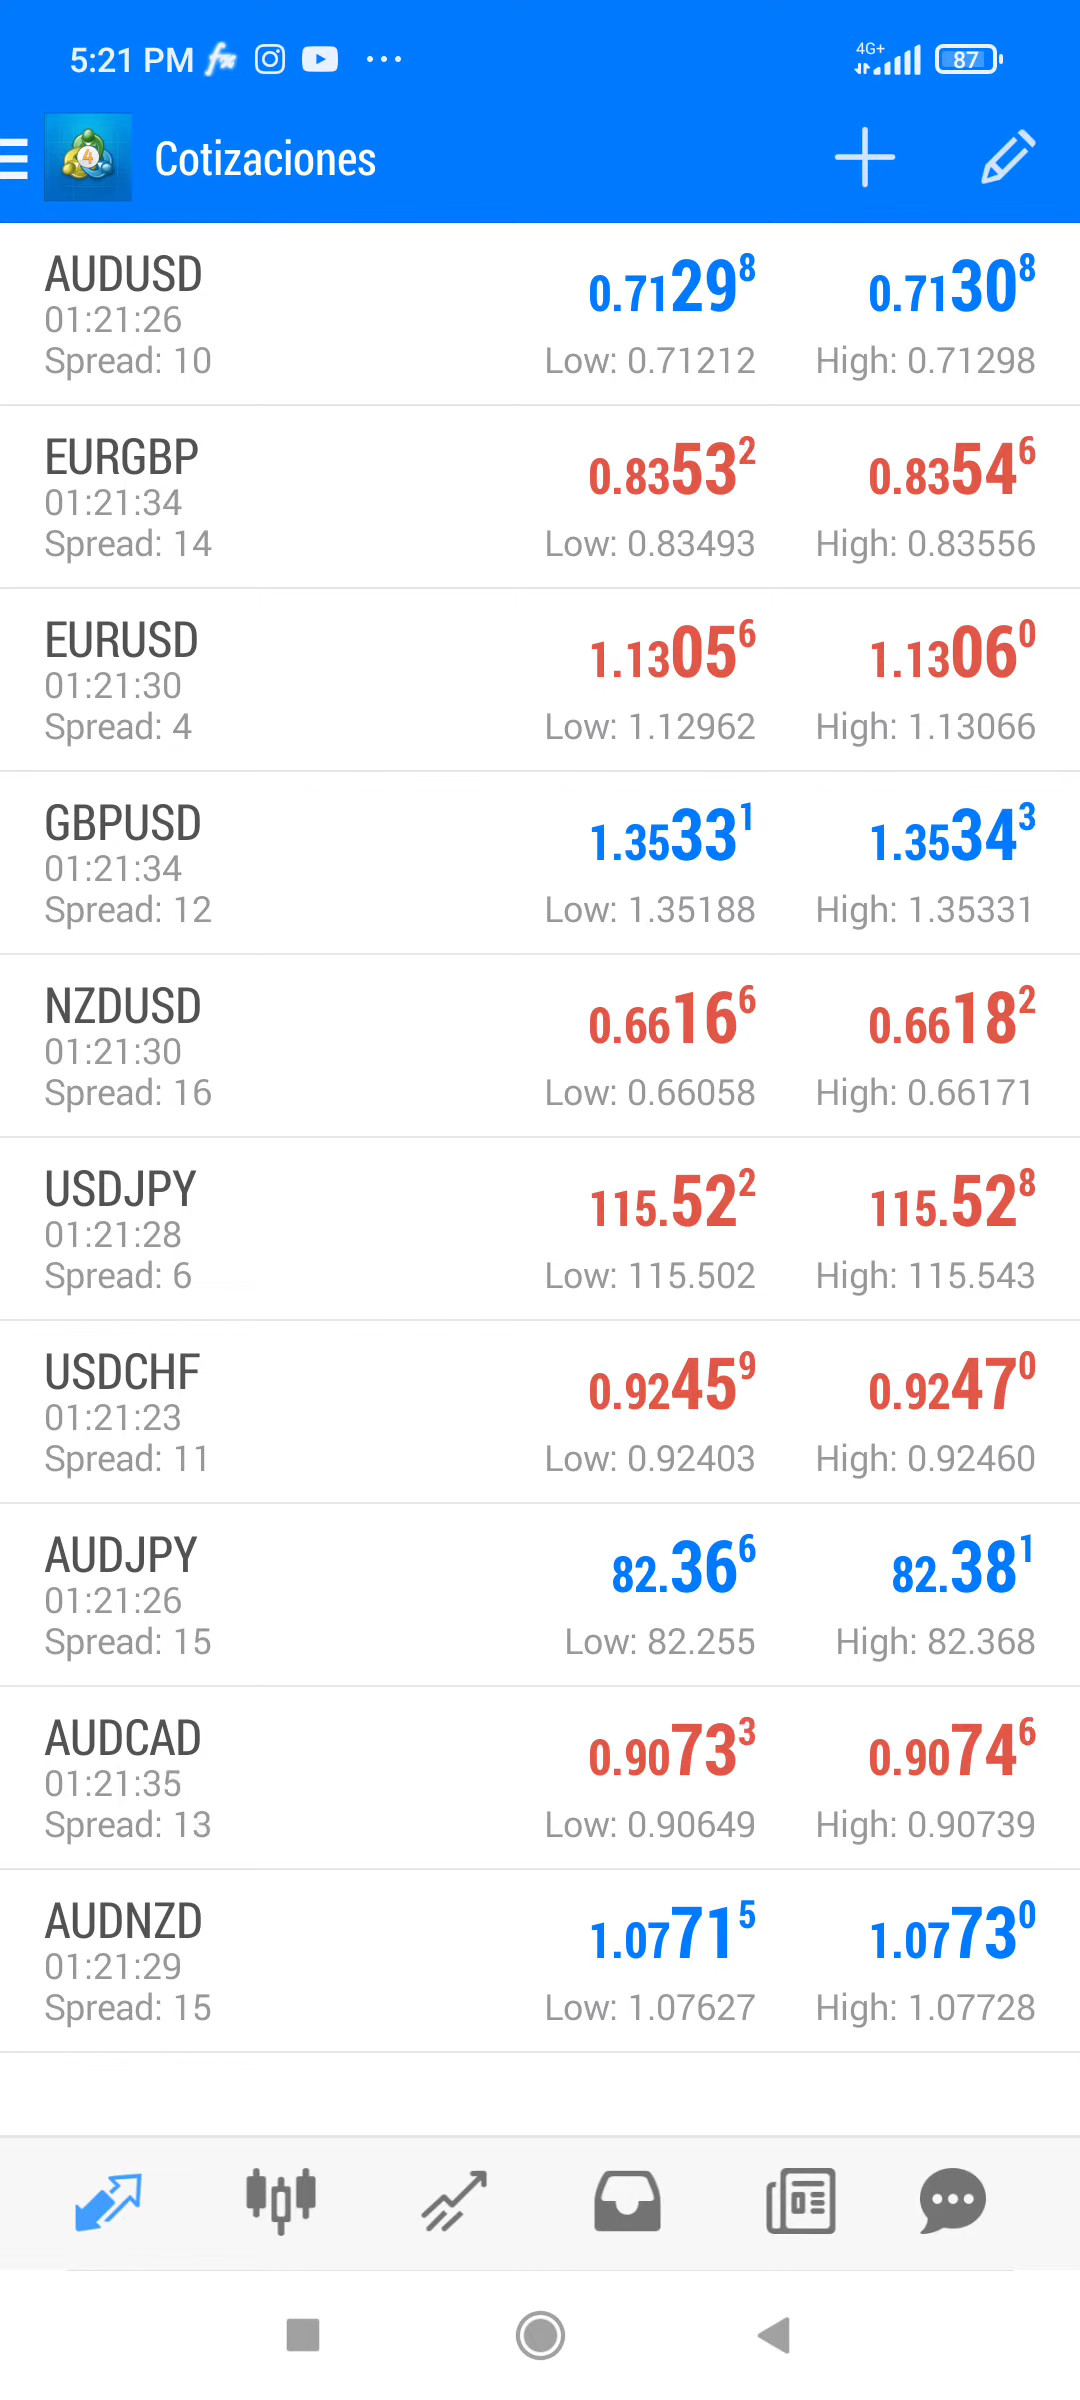 5:21 PM fx 4G+ 87
Cotizaciones
AUDUSD 0.71298 0.71308
01:21:26
Spread: 10 Low: 0.71212 High: 0.71298
EURGBP 0.83532 0.83546
01:21:34
Spread: 14 Low: 0.83493 High: 0.83556
EURUSD 1.13056 1.13060
01:21:30
Spread: 4 Low: 1.12962 High: 1.13066
GBPUSD 1.35331 1.35343
01:21:34
Spread: 12 Low: 1.35188 High: 1.35331
NZDUSD 0.66166 0.66182
01:21:30
Spread: 16 Low: 0.66058 High: 0.66171
USDJPY 115.522 115.528
01:21:28
Spread: 6 Low: 115.502 High: 115.543
USDCHF 0.92459 0.92470
01:21:23
Spread: 11 Low: 0.92403 High: 0.92460
AUDJPY 82.366 82.381
01:21:26
Spread: 15 Low: 82.255 High: 82.368
AUDCAD 0.90733 0.90746
01:21:35
Spread: 13 Low: 0.90649 High: 0.90739
AUDNZD 1.07715 1.07730
01:21:29
Spread: 15 Low: 1.07627 High: 1.07728